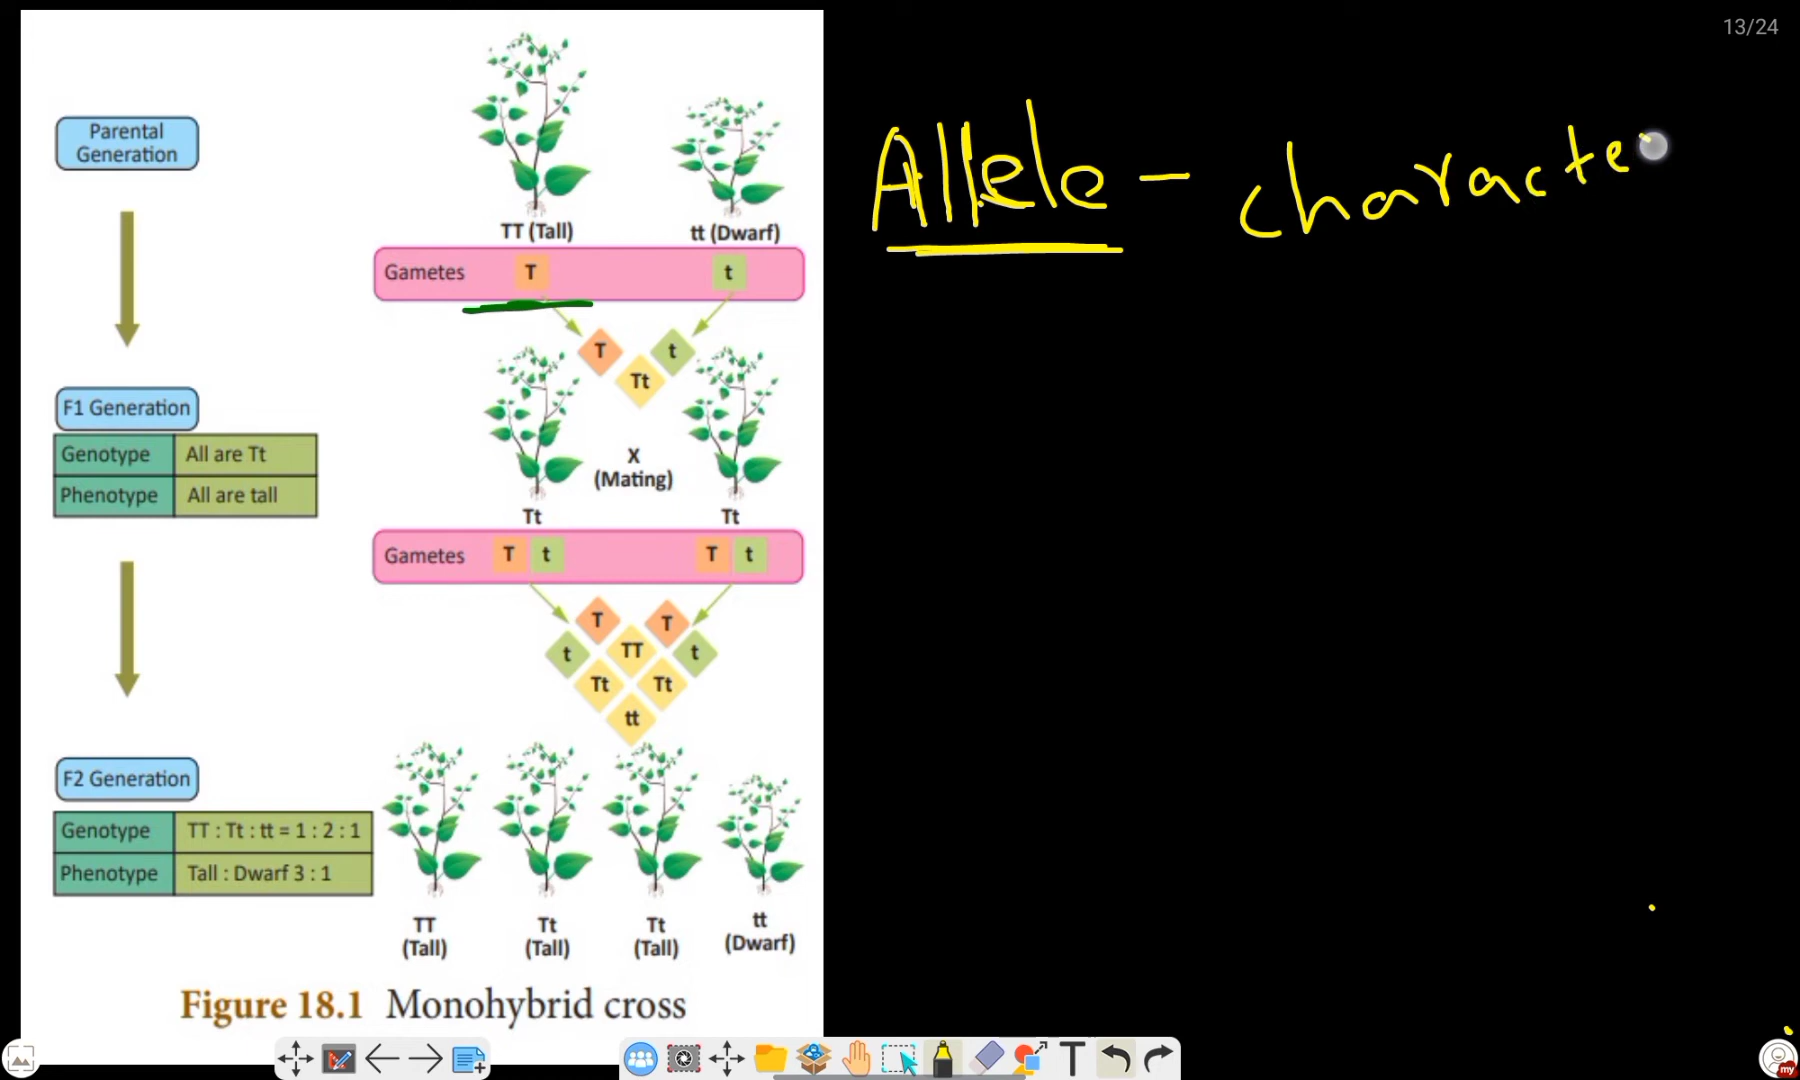 13/24
Parental
Generation
TT (Tall)
tt (Dwarf)
Gametes T t
T t
Tt
F1 Generation
Genotype All are Tt
Phenotype All are tall
X
(Mating)
Tt
Tt
Gametes T t T t
T T
t TT t
Tt Tt
tt
F2 Generation
Genotype TT : Tt : tt = 1 : 2 : 1
Phenotype Tall : Dwarf 3 : 1
TT
(Tall)
Tt
(Tall)
Tt
(Tall)
tt
(Dwarf)
Figure 18.1 Monohybrid cross
Allele - characte
T
my